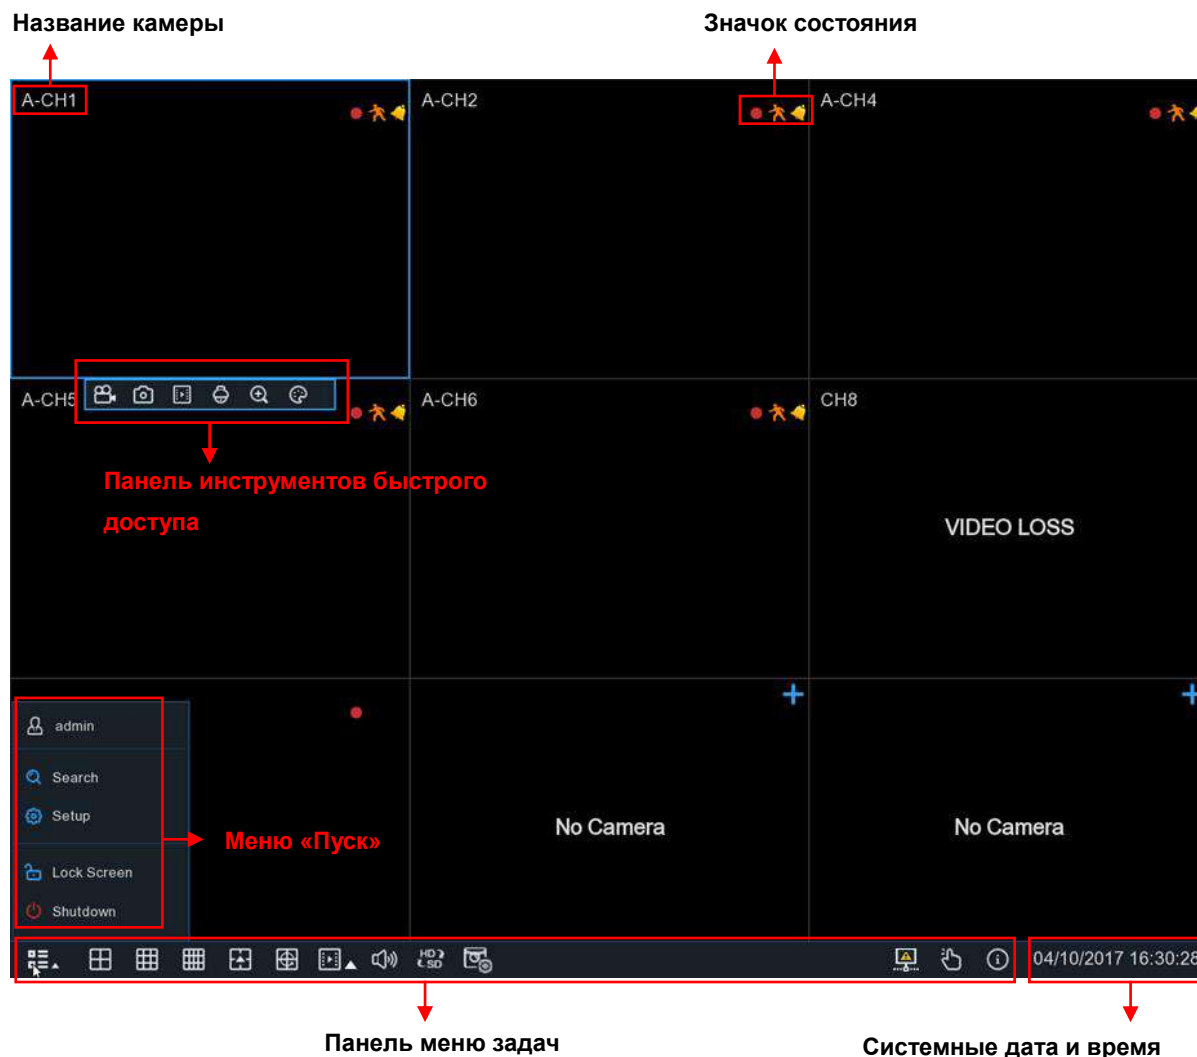 Название камеры
Значок состояния
A-CH1
A-CH2
A-CH4
A-CH5
A-CH6
CH8
Панель инструментов быстрого
доступа
VIDEO LOSS
admin
Search
Setup
Меню «Пуск»
Lock Screen
Shutdown
No Camera
No Camera
HD
SD
04/10/2017 16:30:28
Панель меню задач
Системные дата и время